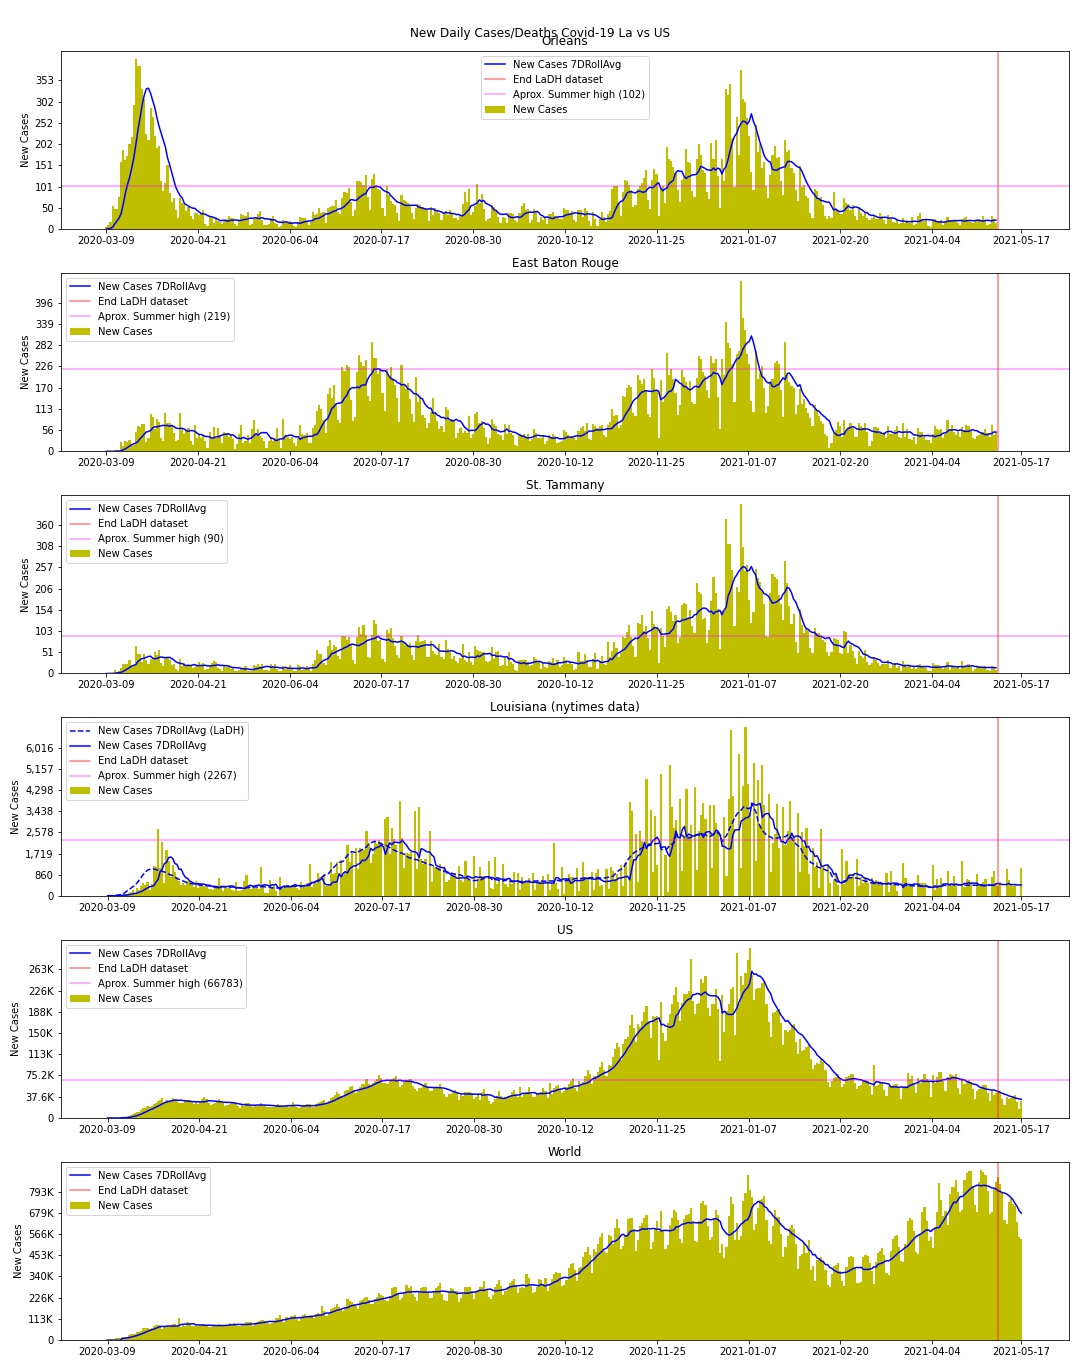 New Daily Cases/Deaths Covid-19 La vs US
Orleans
New Cases 7DRollAvg
End LaDH dataset
Aprox. Summer high (102)
New Cases
New Cases
353
302
252
202
151
101
50
0
2020-03-09 2020-04-21 2020-06-04 2020-07-17 2020-08-30 2020-10-12 2020-11-25 2021-01-07 2021-02-20 2021-04-04 2021-05-17
East Baton Rouge
New Cases 7DRollAvg
End LaDH dataset
Aprox. Summer high (219)
New Cases
New Cases
396
339
282
226
170
113
56
0
2020-03-09 2020-04-21 2020-06-04 2020-07-17 2020-08-30 2020-10-12 2020-11-25 2021-01-07 2021-02-20 2021-04-04 2021-05-17
St. Tammany
New Cases 7DRollAvg
End LaDH dataset
Aprox. Summer high (90)
New Cases
New Cases
360
308
257
206
154
103
51
0
2020-03-09 2020-04-21 2020-06-04 2020-07-17 2020-08-30 2020-10-12 2020-11-25 2021-01-07 2021-02-20 2021-04-04 2021-05-17
Louisiana (nytimes data)
New Cases 7DRollAvg (LaDH)
New Cases 7DRollAvg
End LaDH dataset
Aprox. Summer high (2267)
New Cases
New Cases
6,016
5,157
4,298
3,438
2,578
1,719
860
0
2020-03-09 2020-04-21 2020-06-04 2020-07-17 2020-08-30 2020-10-12 2020-11-25 2021-01-07 2021-02-20 2021-04-04 2021-05-17
US
New Cases 7DRollAvg
End LaDH dataset
Aprox. Summer high (66783)
New Cases
New Cases
263K
226K
188K
150K
113K
75.2K
37.6K
0
2020-03-09 2020-04-21 2020-06-04 2020-07-17 2020-08-30 2020-10-12 2020-11-25 2021-01-07 2021-02-20 2021-04-04 2021-05-17
World
New Cases 7DRollAvg
End LaDH dataset
New Cases
New Cases
793K
679K
566K
453K
340K
226K
113K
0
2020-03-09 2020-04-21 2020-06-04 2020-07-17 2020-08-30 2020-10-12 2020-11-25 2021-01-07 2021-02-20 2021-04-04 2021-05-17